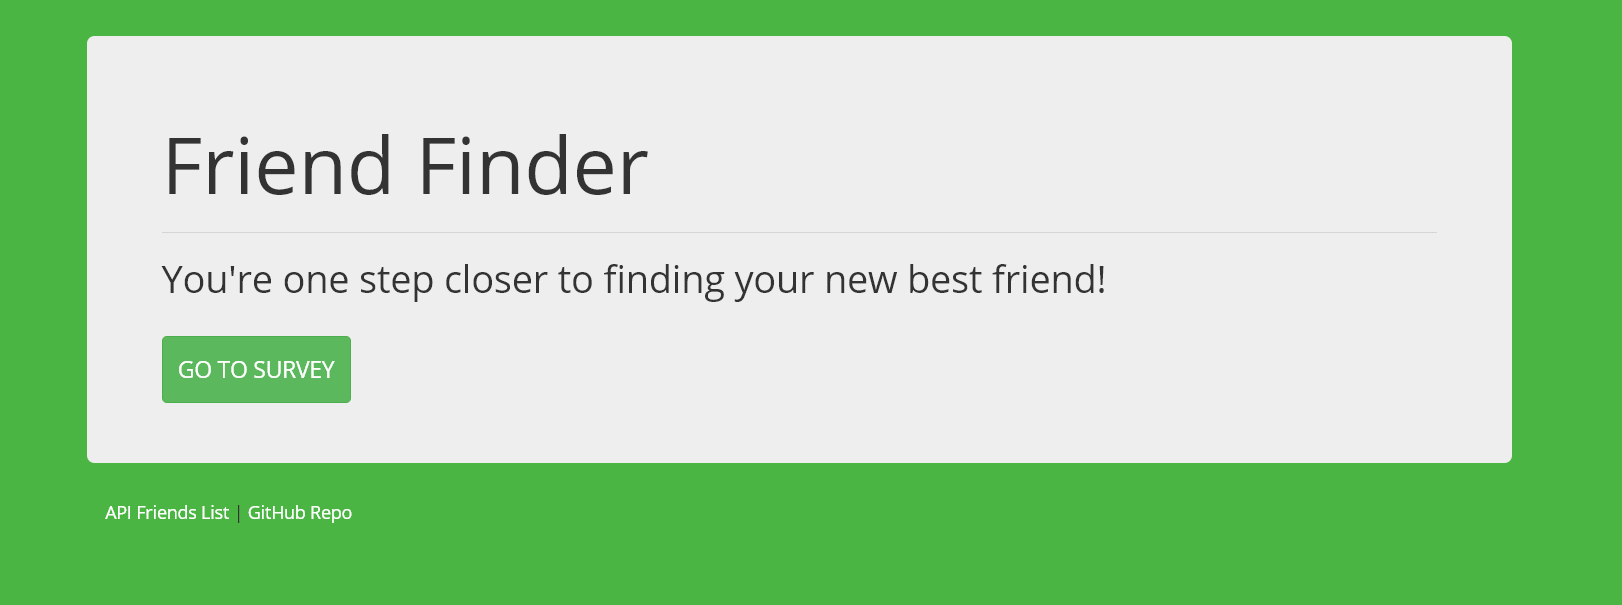 Friend Finder
You're one step closer to finding your new best friend!
GO TO SURVEY
API Friends List | GitHub Repo